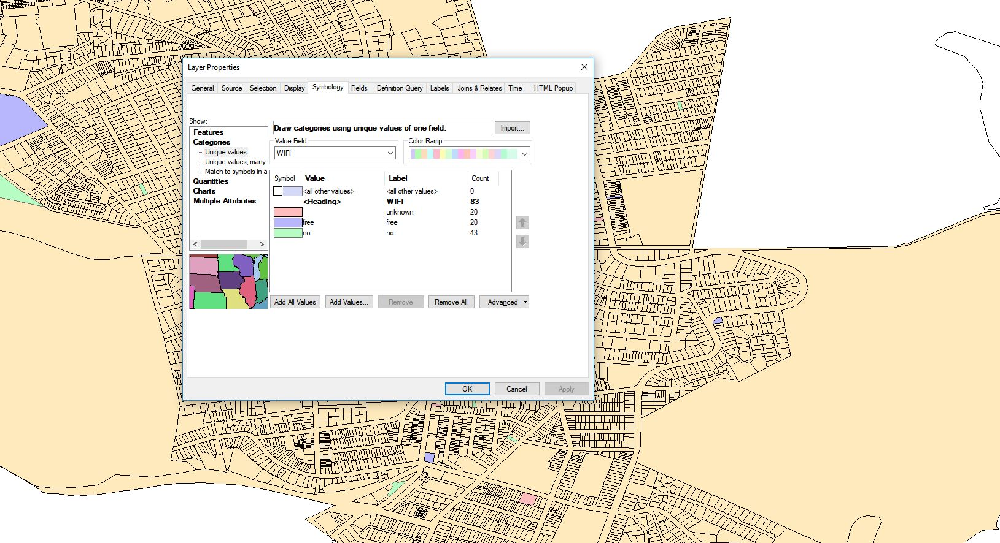 Layer Properties
General Source Selection Display Symbology Fields Definition Query Labels Joins & Relates Time HTML Popup
Show:
Features
Categories
Unique values
Unique values, many
Match to symbols in a
Quantities
Charts
Multiple Attributes
Draw categories using unique values of one field.
Import...
Value Field
WIFI
Color Ramp
Symbol Value Label Count
<all other values> <all other values> 0
<Heading> WIFI 83
unknown 20
free free 20
no no 43
Add All Values Add Values... Remove Remove All Advanced
OK Cancel Apply